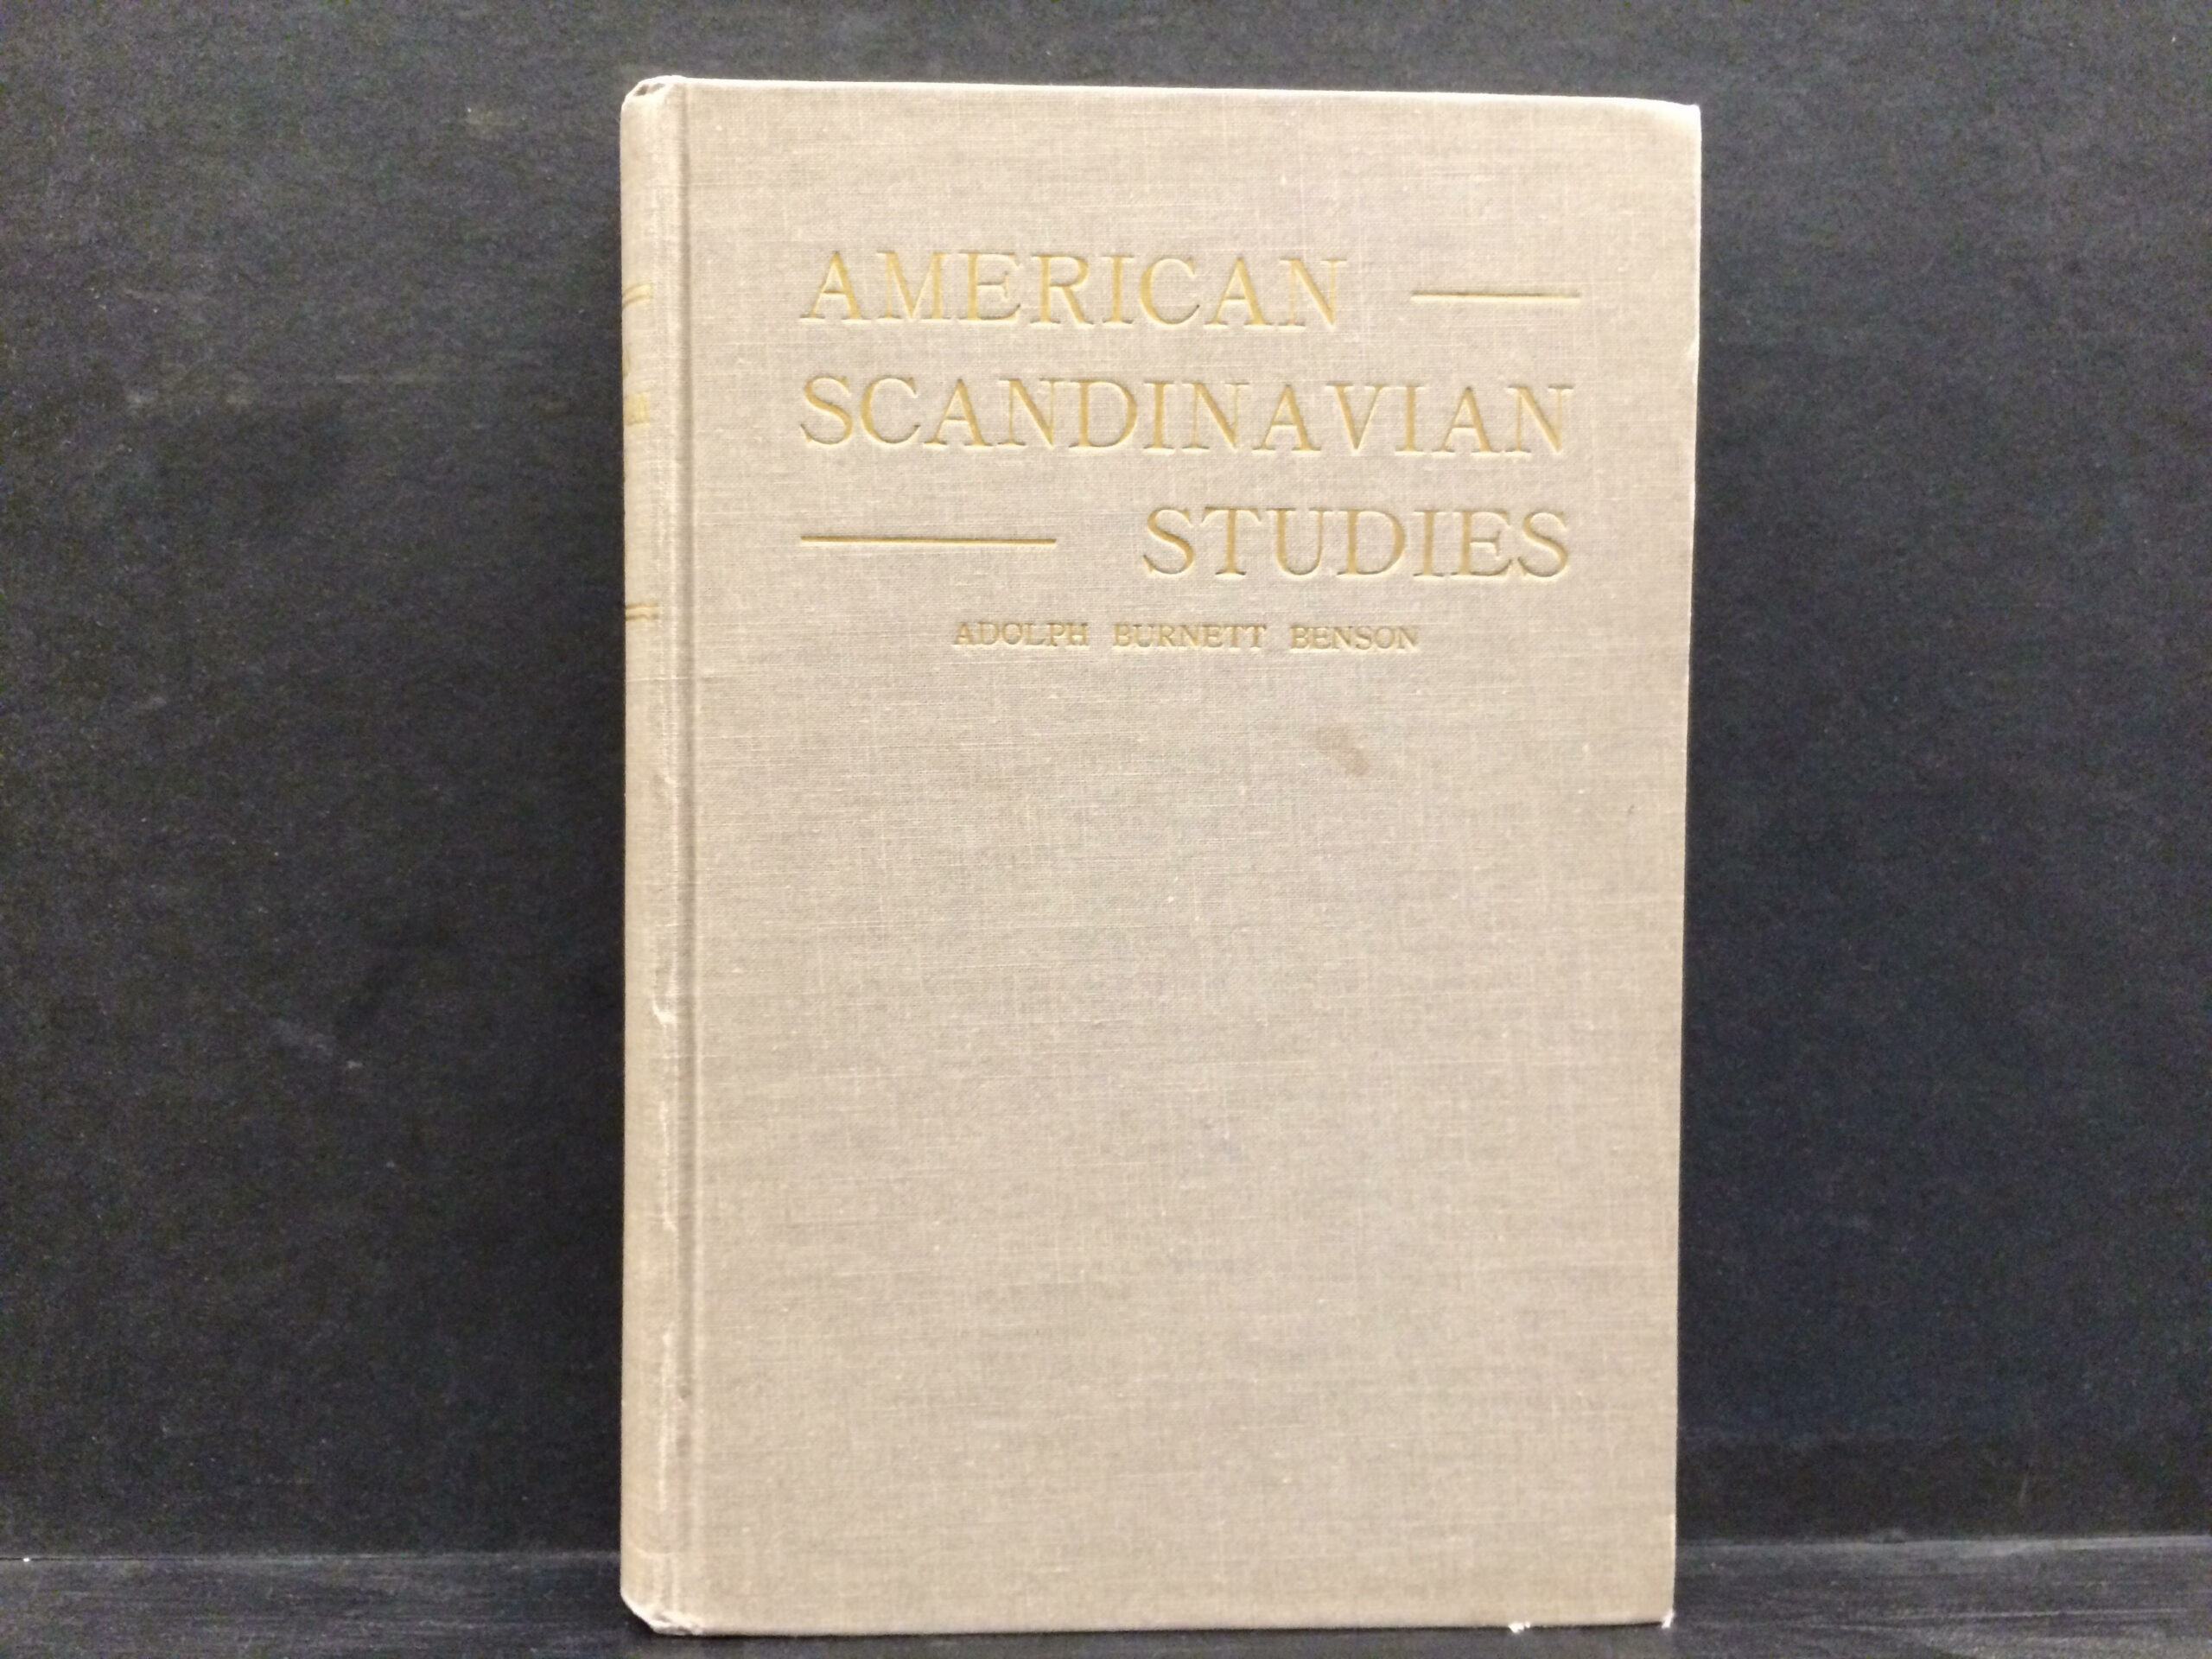 AMERICAN
SCANDINAVIAN
STUDIES
ADOLPH BURNETT BENSON